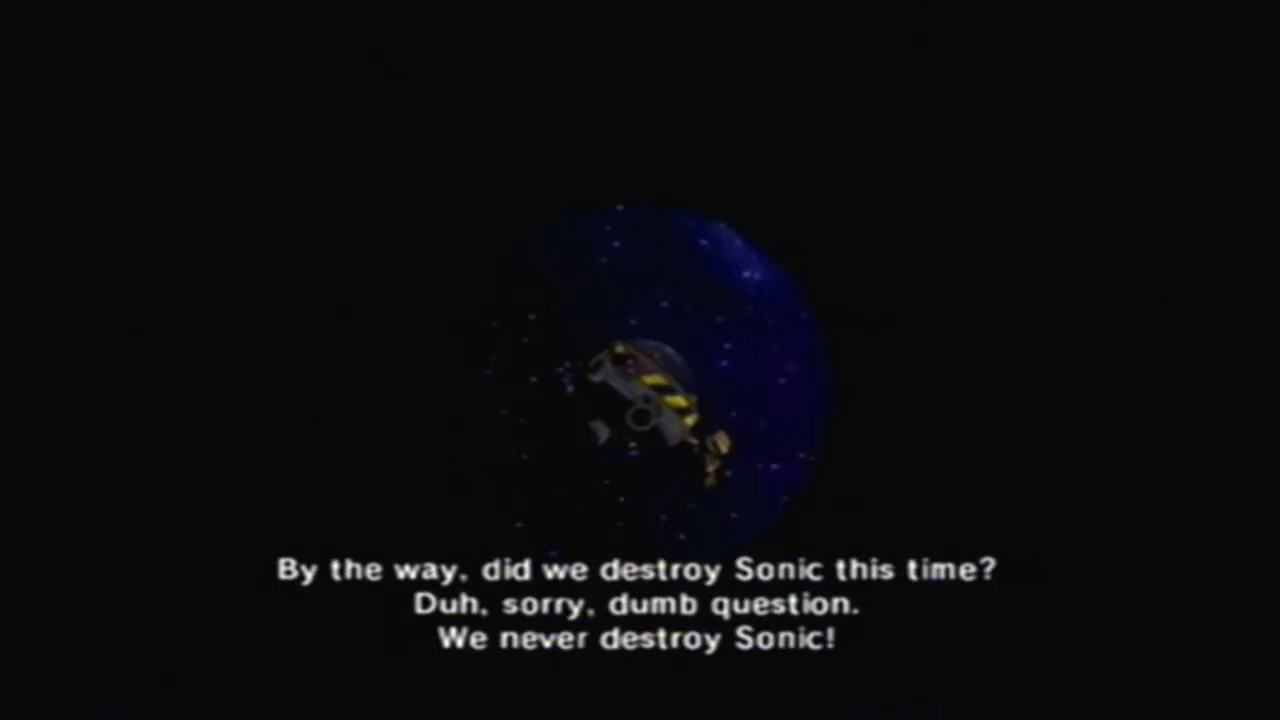 By the way, did we destroy Sonic this time?
Duh, sorry, dumb question.
We never destroy Sonic!